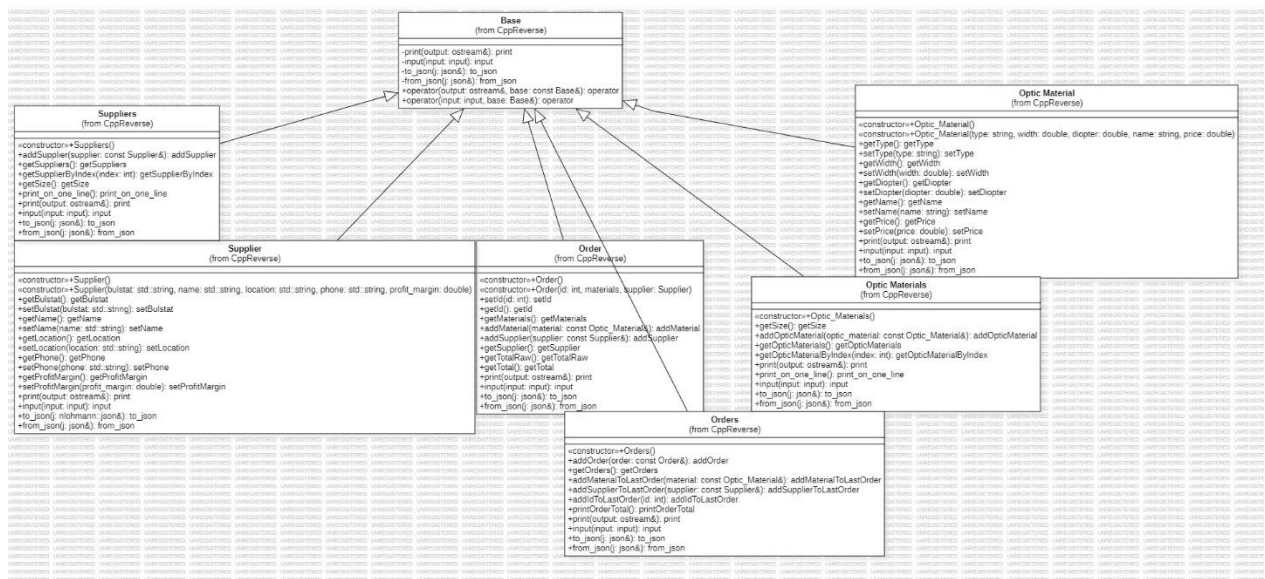 Base
(from CppReverse)
-print(output: ostream&): print
-input(input: input): input
-to_json(j: json&): to_json
-from_json(j: json&): from_json
+operator(output: ostream&, base: const Base&): operator
+operator(input: input, base: Base&): operator
Suppliers
(from CppReverse)
«constructor»+Suppliers()
+addSupplier(supplier: const Supplier&): addSupplier
+getSuppliers(): getSuppliers
+getSupplierByIndex(index: int): getSupplierByIndex
+getSize(): getSize
+print_on_one_line(): print_on_one_line
+print(output: ostream&): print
+input(input: input): input
+to_json(j: json&): to_json
+from_json(j: json&): from_json
Optic Material
(from CppReverse)
«constructor»+Optic_Material()
«constructor»+Optic_Material(type: string, width: double, diopter: double, name: string, price: double)
+getType(): getType
+setType(type: string): setType
+getWidth(): getWidth
+setWidth(width: double): setWidth
+getDiopter(): getDiopter
+setDiopter(diopter: double): setDiopter
+getName(): getName
+setName(name: string): setName
+getPrice(): getPrice
+setPrice(price: double): setPrice
+print(output: ostream&): print
+input(input: input): input
+to_json(j: json&): to_json
+from_json(j: json&): from_json
Supplier
(from CppReverse)
«constructor»+Supplier()
«constructor»+Supplier(bulstat: std::string, name: std::string, location: std::string, phone: std::string, profit_margin: double)
+getBulstat(): getBulstat
+setBulstat(bulstat: std::string): setBulstat
+getName(): getName
+setName(name: std::string): setName
+getLocation(): getLocation
+setLocation(location: std::string): setLocation
+getPhone(): getPhone
+setPhone(phone: std::string): setPhone
+getProfitMargin(): getProfitMargin
+setProfitMargin(profit_margin: double): setProfitMargin
+print(output: ostream&): print
+input(input: input): input
+to_json(j: nlohmann::json&): to_json
+from_json(j: json&): from_json
Order
(from CppReverse)
«constructor»+Order()
«constructor»+Order(id: int, materials, supplier: Supplier)
+setId(id: int): setId
+getId(): getId
+getMaterials(): getMaterials
+addMaterial(material: const Optic_Material&): addMaterial
+addSupplier(supplier: const Supplier&): addSupplier
+getSupplier(): getSupplier
+getTotalRaw(): getTotalRaw
+getTotal(): getTotal
+print(output: ostream&): print
+input(input: input): input
+to_json(j: json&): to_json
+from_json(j: json&): from_json
Optic Materials
(from CppReverse)
«constructor»+Optic_Materials()
+getSize(): getSize
+addOpticMaterial(optic_material: const Optic_Material&): addOpticMaterial
+getOpticMaterials(): getOpticMaterials
+getOpticMaterialByIndex(index: int): getOpticMaterialByIndex
+print(output: ostream&): print
+print_on_one_line(): print_on_one_line
+input(input: input): input
+to_json(j: json&): to_json
+from_json(j: json&): from_json
Orders
(from CppReverse)
«constructor»+Orders()
+addOrder(order: const Order&): addOrder
+getOrders(): getOrders
+addMaterialToLastOrder(material: const Optic_Material&): addMaterialToLastOrder
+addSupplierToLastOrder(supplier: const Supplier&): addSupplierToLastOrder
+addIdToLastOrder(id: int): addIdToLastOrder
+printOrderTotal(): printOrderTotal
+print(output: ostream&): print
+input(input: input): input
+to_json(j: json&): to_json
+from_json(j: json&): from_json
UNREGISTERED